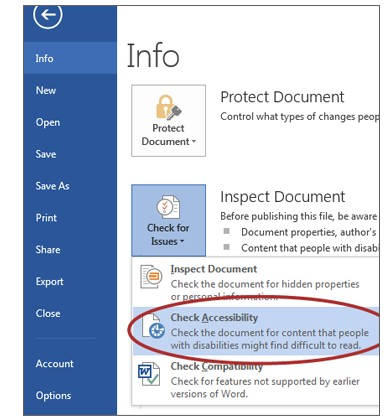 Info
New
Open
Save
Save As
Print
Share
Export
Close
Account
Options
Info
Protect
Document
Protect Document
Control what types of changes
Check for
Issues
Inspect Document
Before publishing this file, be aware
Document properties, author's
Content that people with
Inspect Document
Check the document for hidden properties
or personal information.
Check Accessibility
Check the document for content that people
with disabilities might find difficult to read.
Check Compatibility
Check for features not supported by earlier
versions of Word.